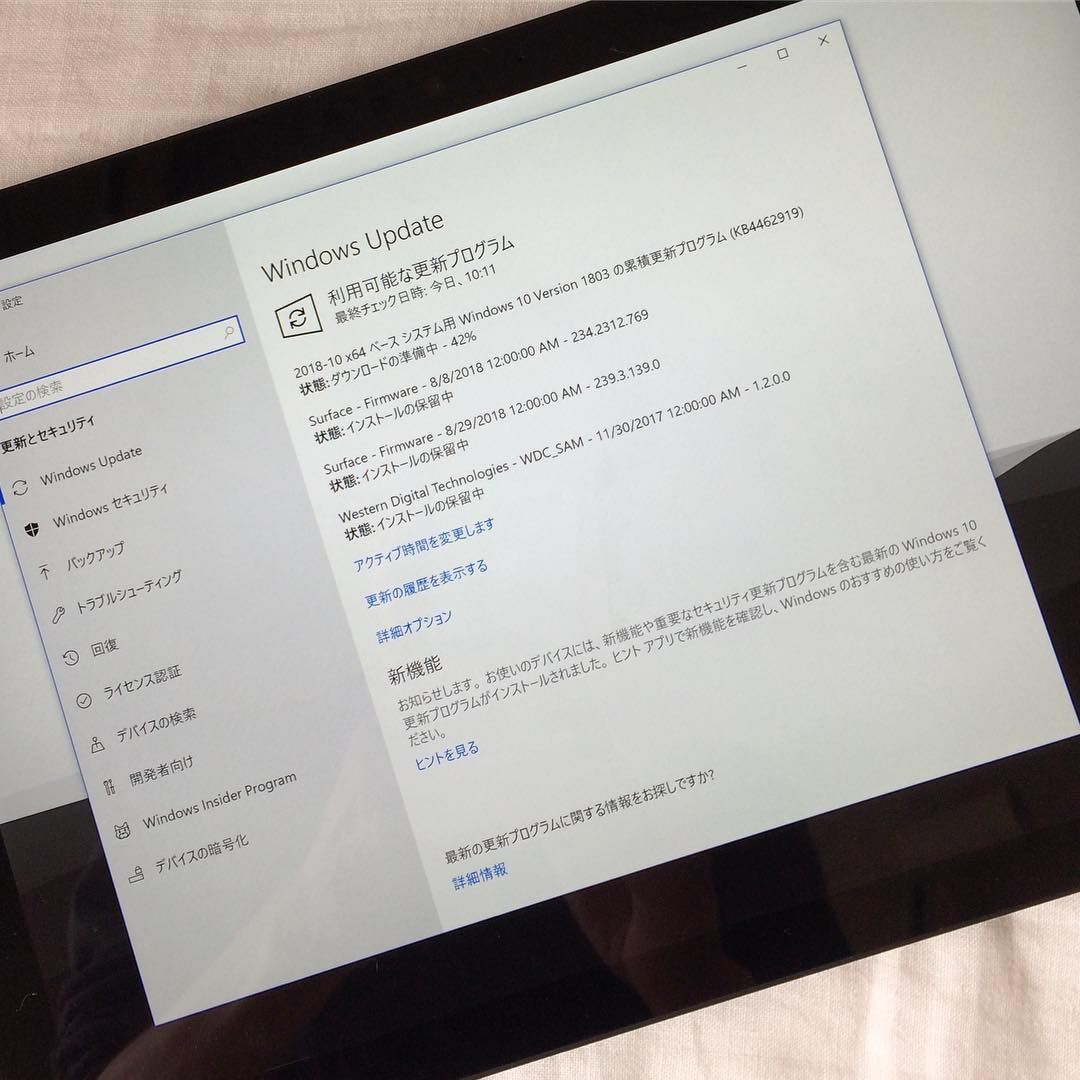 設定
ホーム
設定の検索
更新とセキュリティ
Windows Update
Windows セキュリティ
バックアップ
トラブルシューティング
回復
ライセンス認証
デバイスの検索
開発者向け
Windows Insider Program
デバイスの暗号化
Windows Update
利用可能な更新プログラム
最終チェック日時: 今日、10:11
2018-10 x64 ベース システム用 Windows 10 Version 1803 の累積更新プログラム (KB4462919)
状態: ダウンロードの準備中 - 42%
Surface - Firmware - 8/8/2018 12:00:00 AM - 234.2312.769
状態: インストールの保留中
Surface - Firmware - 8/29/2018 12:00:00 AM - 239.3.139.0
状態: インストールの保留中
Western Digital Technologies - WDC_SAM - 11/30/2017 12:00:00 AM - 1.2.0.0
状態: インストールの保留中
アクティブ時間を変更します
更新の履歴を表示する
詳細オプション
新機能
お知らせします。お使いのデバイスには、新機能や重要なセキュリティ更新プログラムを含む最新の Windows 10
更新プログラムがインストールされました。ヒント アプリで新機能を確認し、Windows のおすすめの使い方をご覧く
ださい。
ヒントを見る
最新の更新プログラムに関する情報をお探しですか?
詳細情報